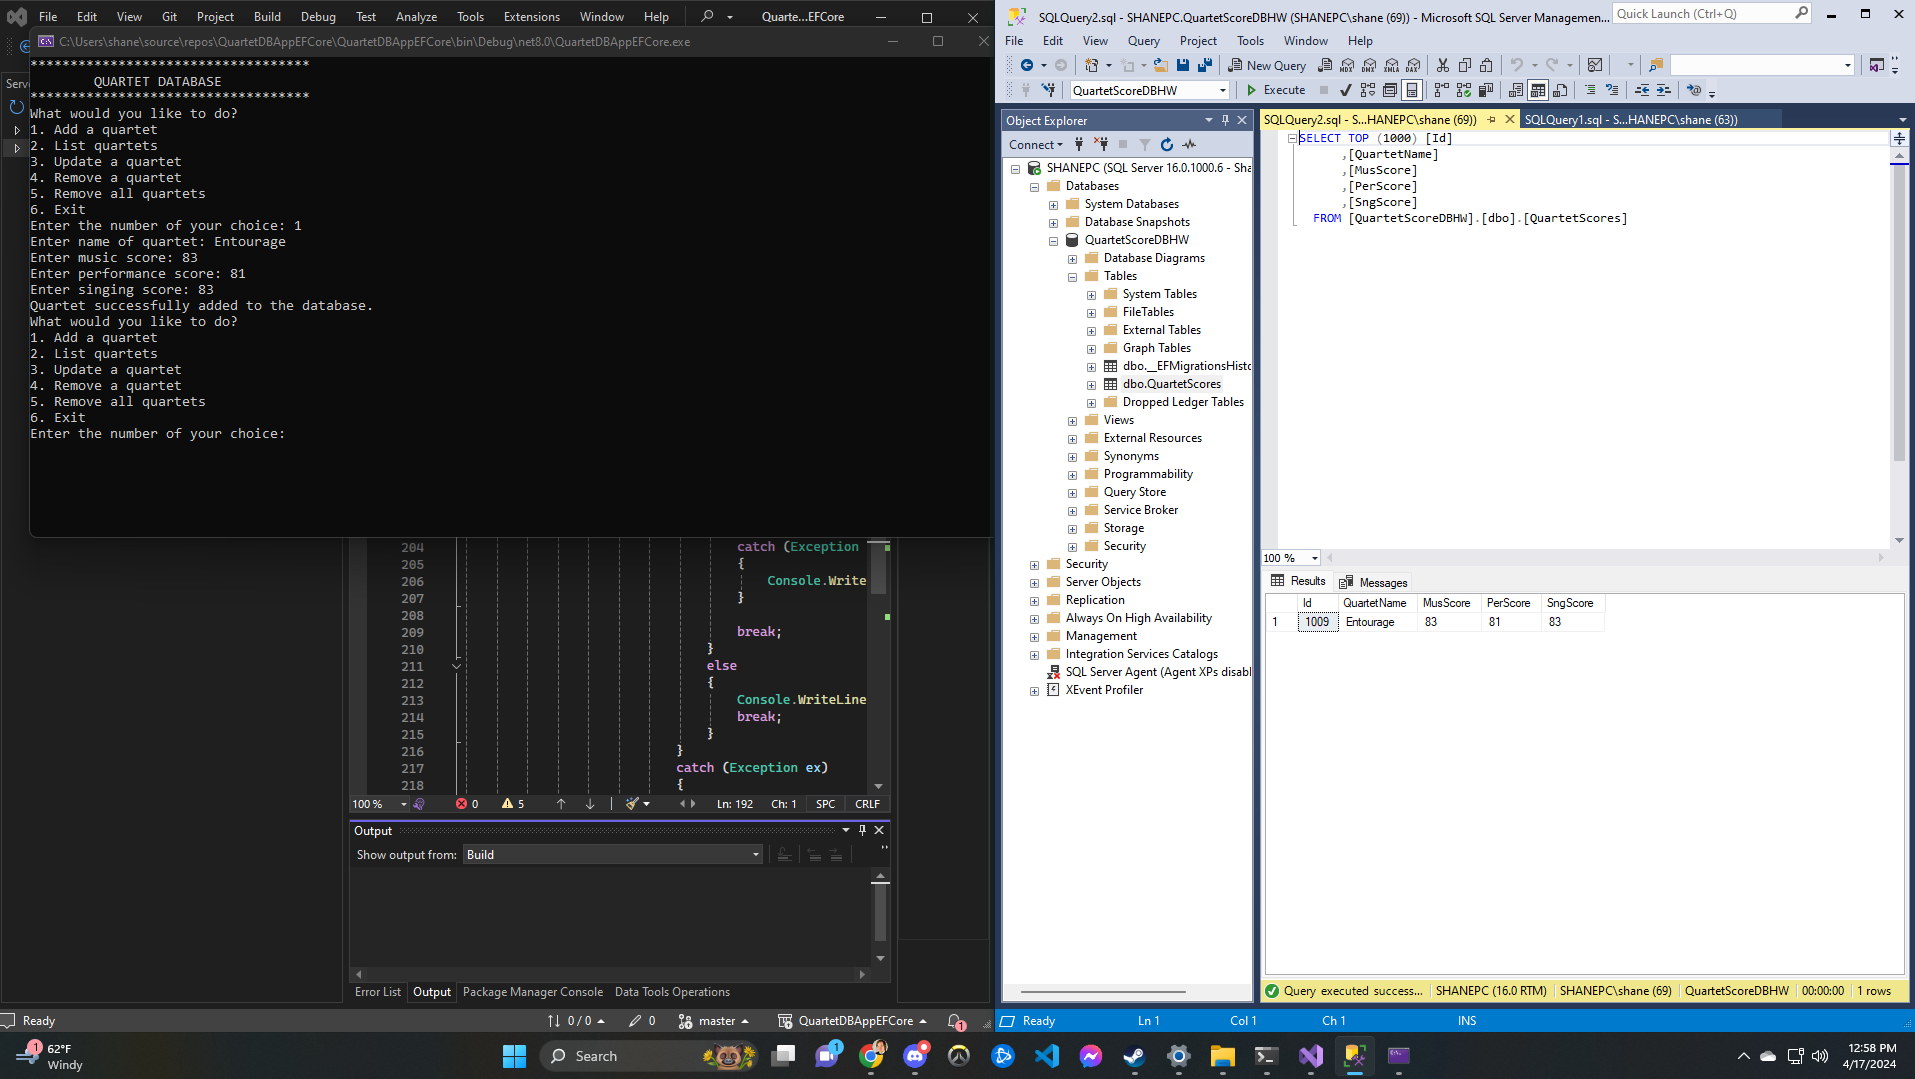 File Edit View Git Project Build Debug Test Analyze Tools Extensions Window Help Quarte...EFCore
C:\Users\shane\source\repos\QuartetDBAppEFCore\QuartetDBAppEFCore\bin\Debug\net8.0\QuartetDBAppEFCore.exe
***********************************
QUARTET DATABASE
***********************************
What would you like to do?
1. Add a quartet
2. List quartets
3. Update a quartet
4. Remove a quartet
5. Remove all quartets
6. Exit
Enter the number of your choice: 1
Enter name of quartet: Entourage
Enter music score: 83
Enter performance score: 81
Enter singing score: 83
Quartet successfully added to the database.
What would you like to do?
1. Add a quartet
2. List quartets
3. Update a quartet
4. Remove a quartet
5. Remove all quartets
6. Exit
Enter the number of your choice:
Serv
204 catch (Exception
205 {
206 Console.Write
207 }
208
209 break;
210 }
211 else
212 {
213 Console.WriteLine
214 break;
215 }
216 }
217 catch (Exception ex)
218 {
100 % 0 5 Ln: 192 Ch: 1 SPC CRLF
Output
Show output from: Build
Error List Output Package Manager Console Data Tools Operations
Ready 0 / 0 0 master QuartetDBAppEFCore 1
SQLQuery2.sql - SHANEPC.QuartetScoreDBHW (SHANEPC\shane (69)) - Microsoft SQL Server Managemen... Quick Launch (Ctrl+Q)
File Edit View Query Project Tools Window Help
New Query MDX DMX XMLA DAX
QuartetScoreDBHW Execute
Object Explorer
Connect
SHANEPC (SQL Server 16.0.1000.6 - Sha
Databases
System Databases
Database Snapshots
QuartetScoreDBHW
Database Diagrams
Tables
System Tables
FileTables
External Tables
Graph Tables
dbo.__EFMigrationsHisto
dbo.QuartetScores
Dropped Ledger Tables
Views
External Resources
Synonyms
Programmability
Query Store
Service Broker
Storage
Security
Security
Server Objects
Replication
Always On High Availability
Management
Integration Services Catalogs
SQL Server Agent (Agent XPs disabl
XEvent Profiler
SQLQuery2.sql - S...HANEPC\shane (69)) SQLQuery1.sql - S...HANEPC\shane (63))
SELECT TOP (1000) [Id]
,[QuartetName]
,[MusScore]
,[PerScore]
,[SngScore]
FROM [QuartetScoreDBHW].[dbo].[QuartetScores]
100 %
Results Messages
Id QuartetName MusScore PerScore SngScore
1 1009 Entourage 83 81 83
Query executed success... SHANEPC (16.0 RTM) SHANEPC\shane (69) QuartetScoreDBHW 00:00:00 1 rows
Ready Ln 1 Col 1 Ch 1 INS
1 62°F
Windy
Search
1
12:58 PM
4/17/2024